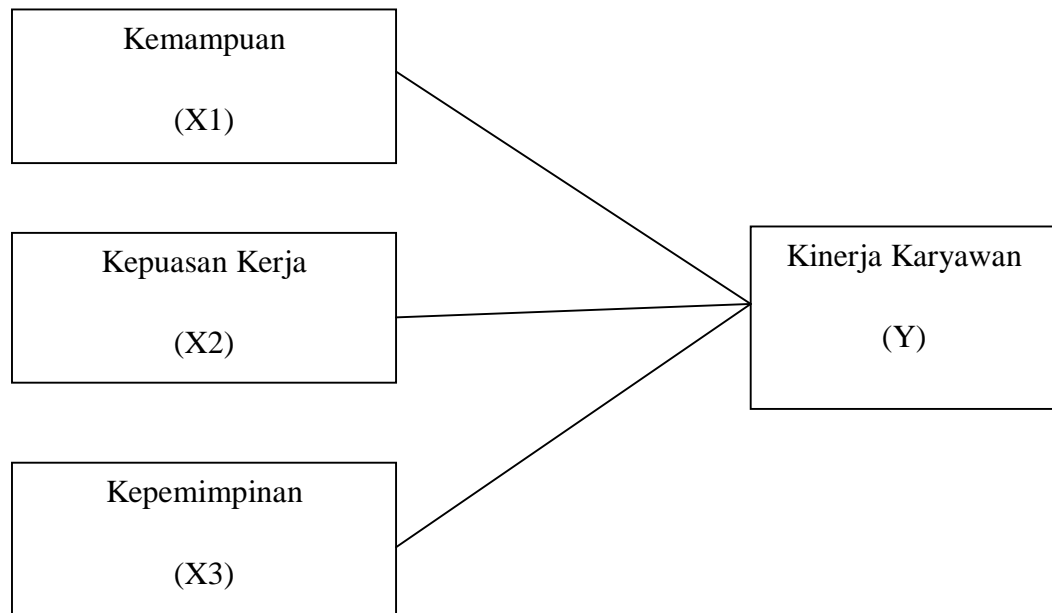 Kemampuan
(X1)
Kepuasan Kerja
(X2)
Kinerja Karyawan
(Y)
Kepemimpinan
(X3)